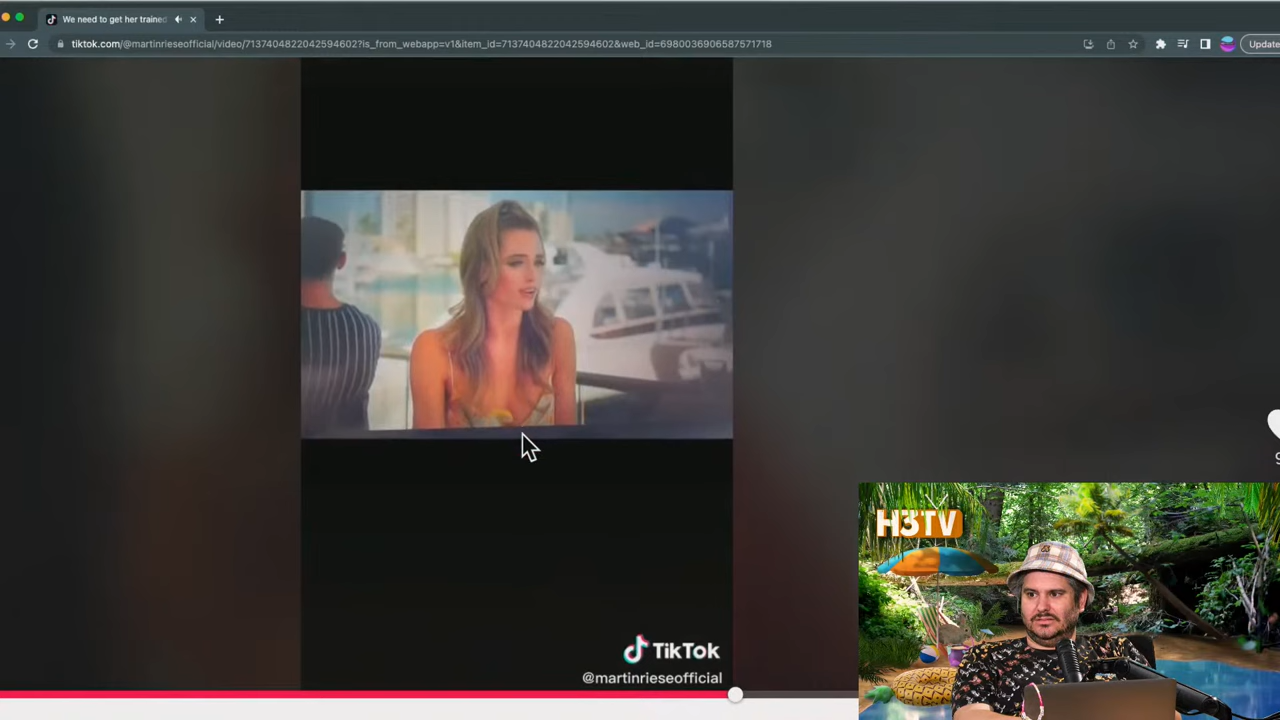 We need to get her trained
tiktok.com/@martinrieseofficial/video/7137404822042594602?is_from_webapp=v1&item_id=7137404822042594602&web_id=6980036906587571718
Update
H3TV
TikTok
@martinrieseofficial